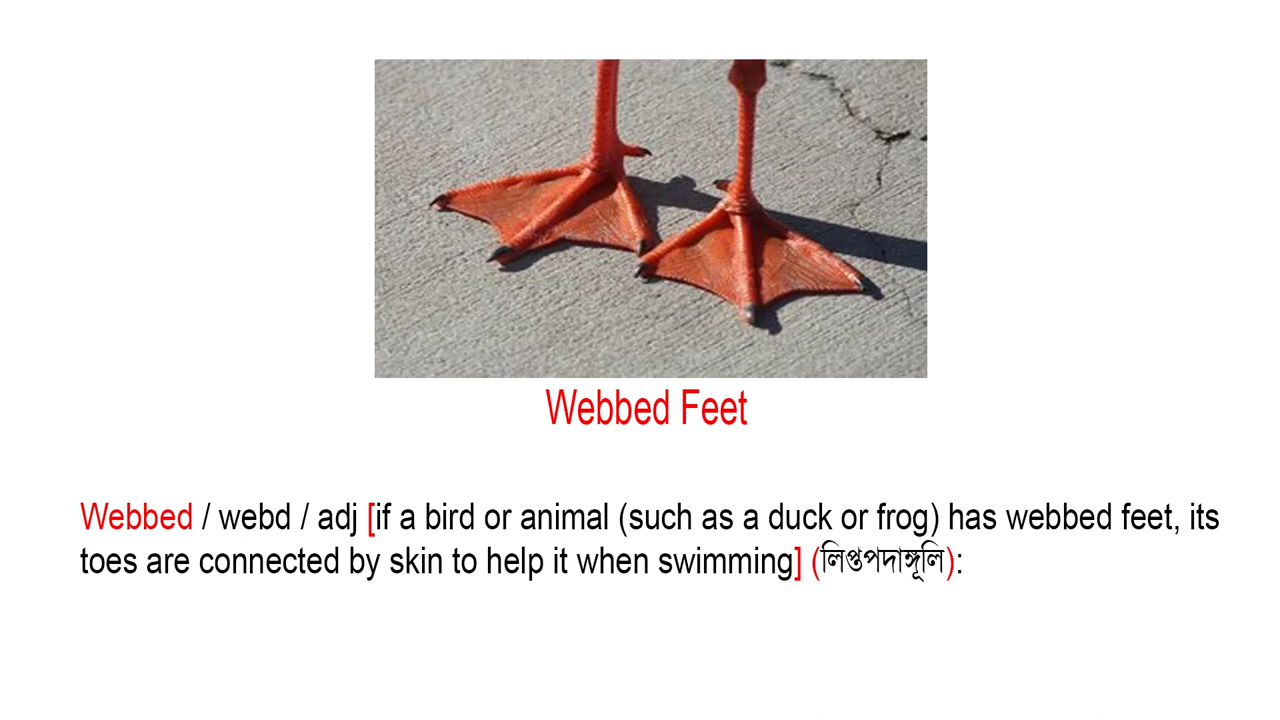 Webbed Feet
Webbed / webd / adj [if a bird or animal (such as a duck or frog) has webbed feet, its
toes are connected by skin to help it when swimming] (লিপ্তপদাঙ্গূলি):